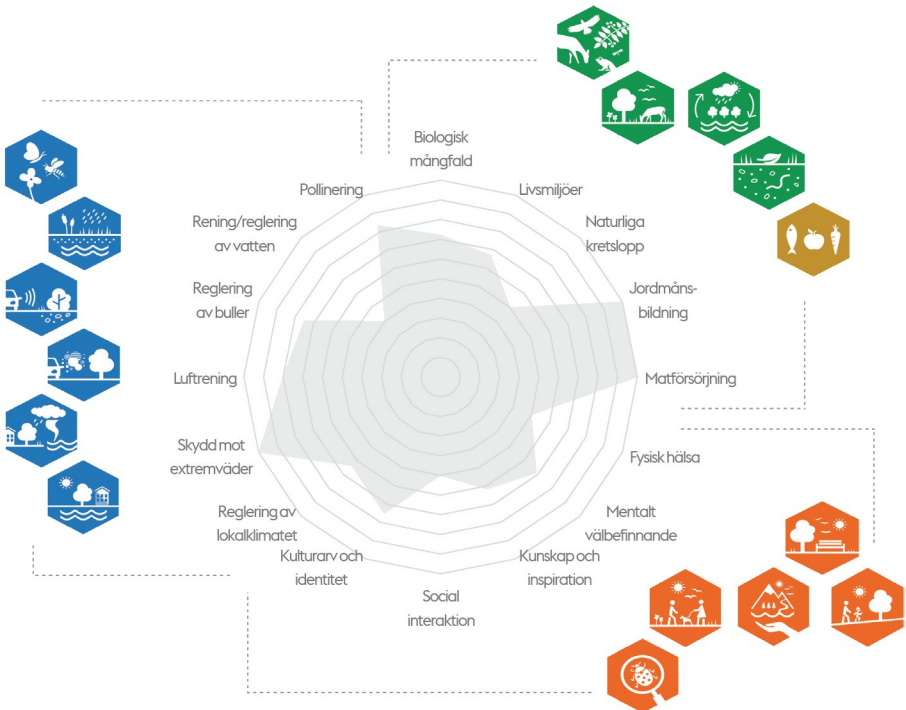 Biologisk
mångfald
Livsmiljöer
Naturliga
kretslopp
Jordmåns-
bildning
Matförsörjning
Fysisk hälsa
Mentalt
välbefinnande
Kunskap och
inspiration
Social
interaktion
Kulturarv och
identitet
Reglering av
lokalklimatet
Skydd mot
extremväder
Luftrening
Reglering
av buller
Rening/reglering
av vatten
Pollinering